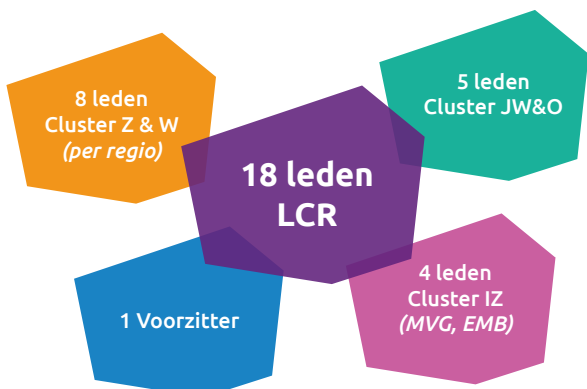 8 leden
Cluster Z & W
(per regio)
5 leden
Cluster JW&O
18 leden
LCR
1 Voorzitter
4 leden
Cluster IZ
(MVG, EMB)